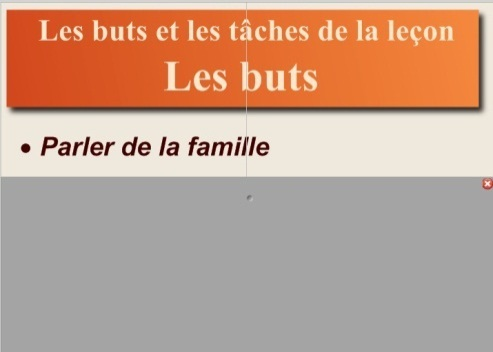 Les buts et les tâches de la leçon
Les buts
• Parler de la famille